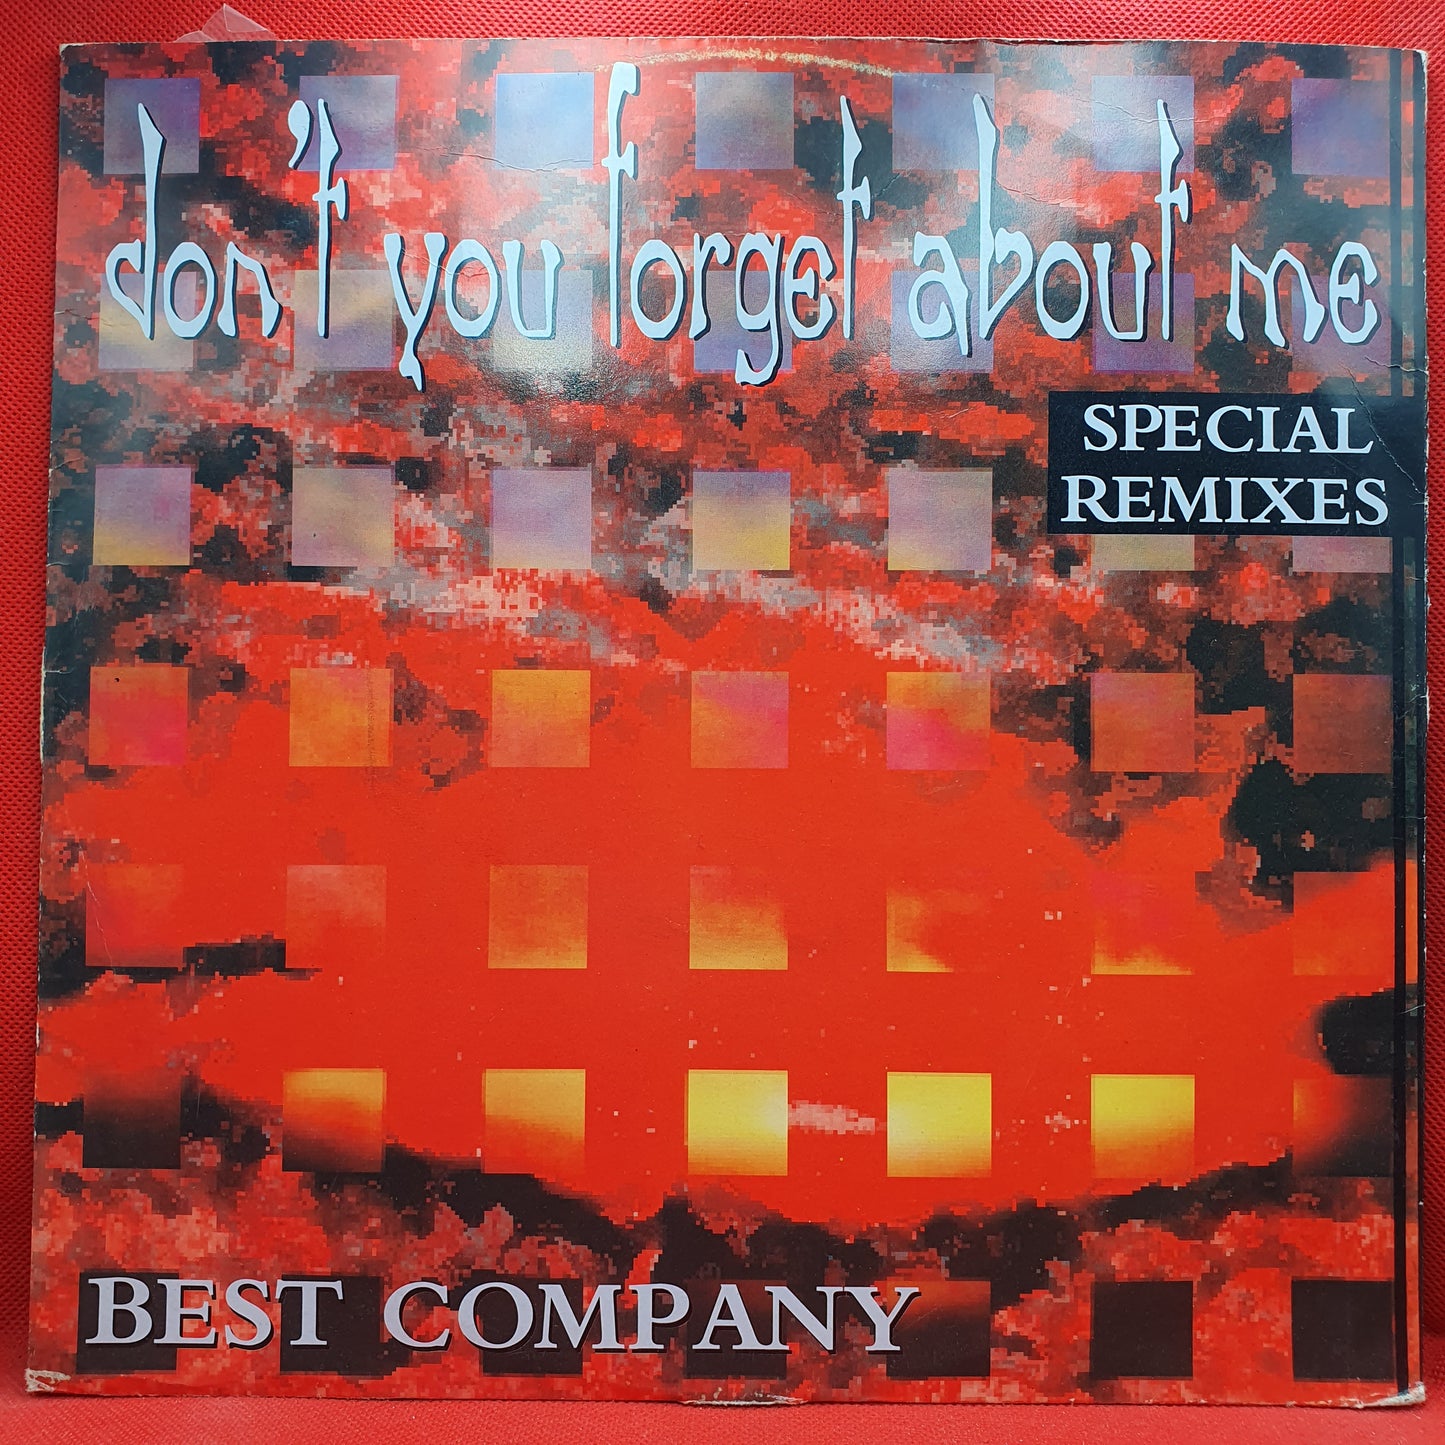 don't you forget about me
SPECIAL
REMIXES
BEST COMPANY